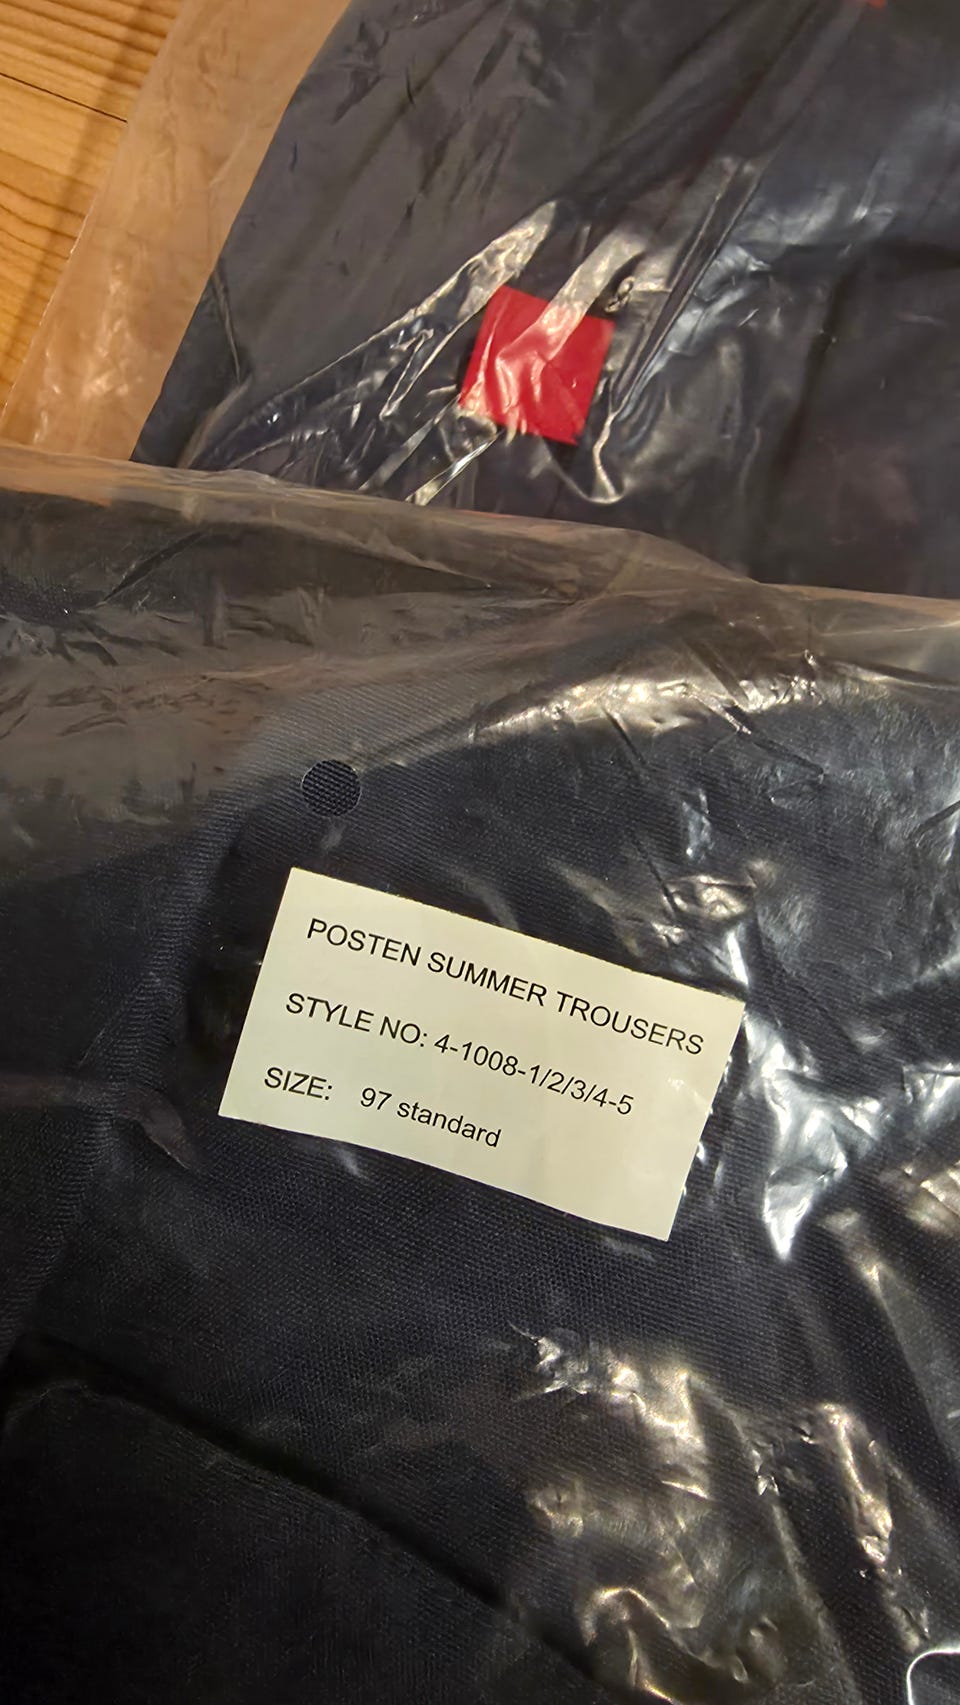 POSTEN SUMMER TROUSERS
STYLE NO: 4-1008-1/2/3/4-5
SIZE: 97 standard